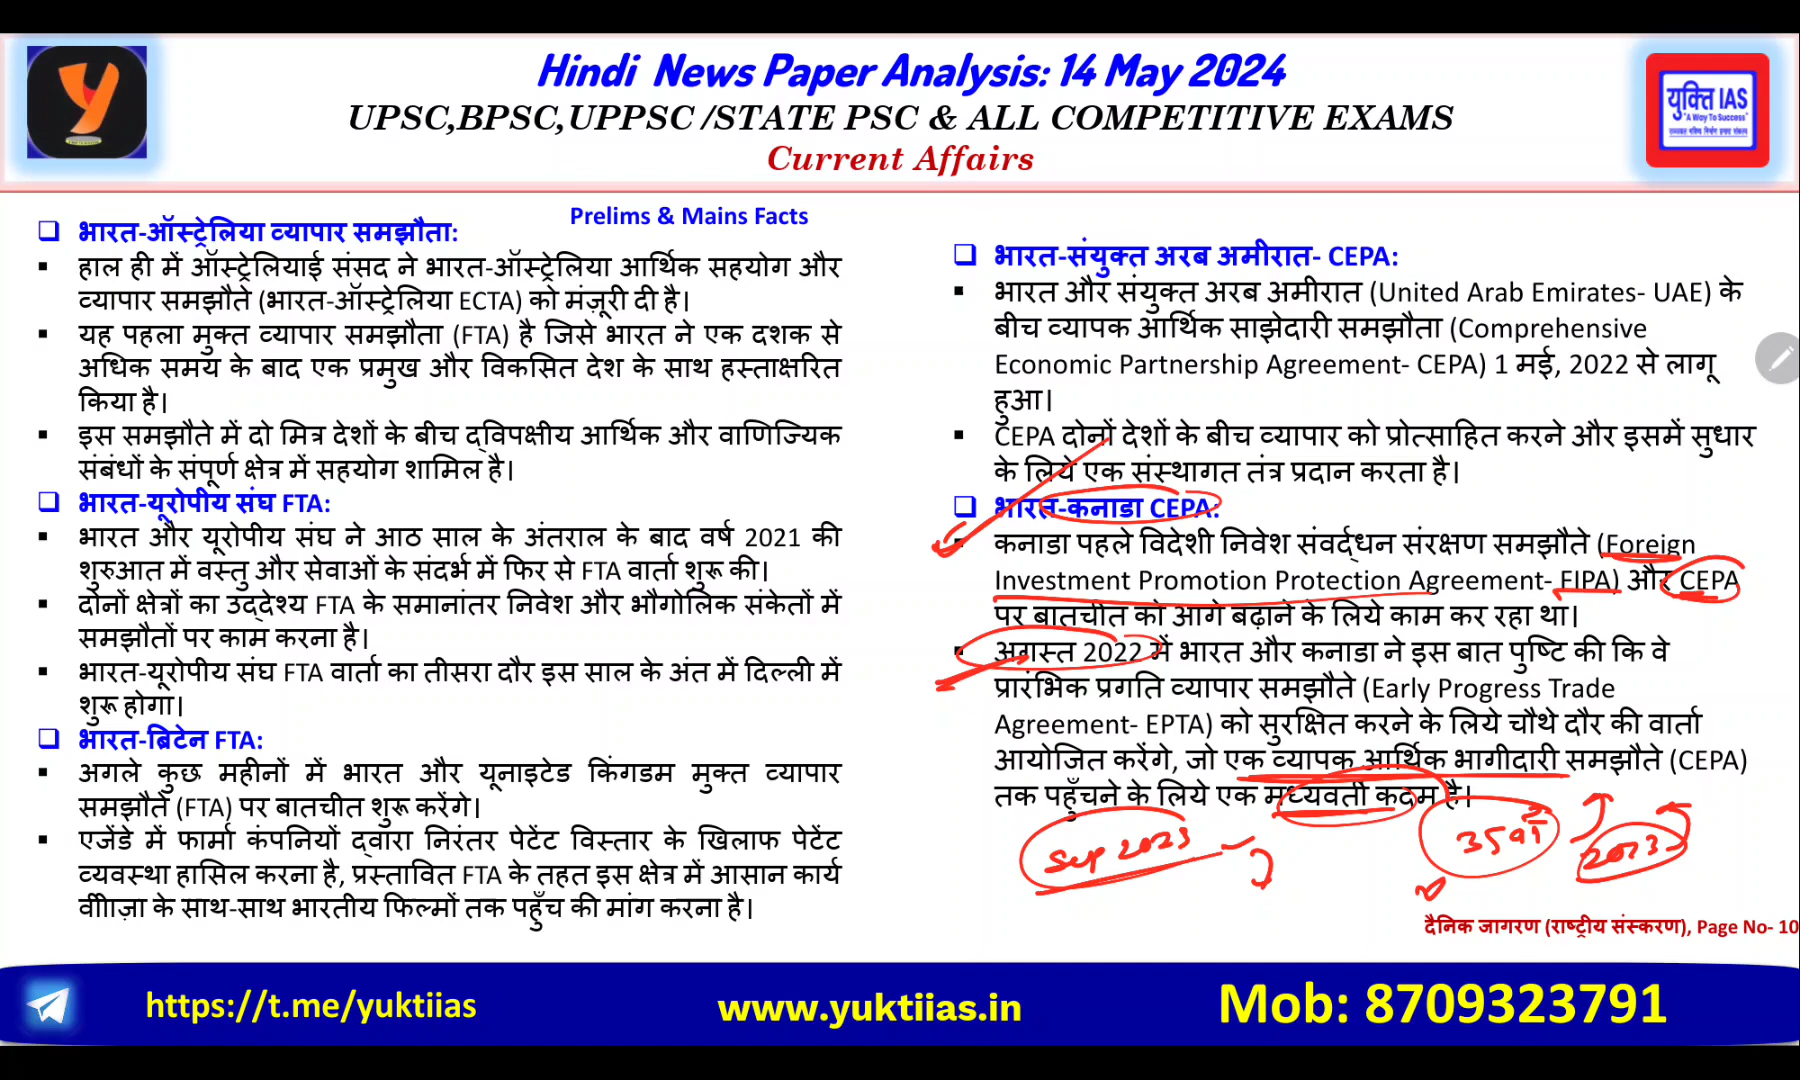 Hindi News Paper Analysis: 14 May 2024
UPSC,BPSC,UPPSC /STATE PSC & ALL COMPETITIVE EXAMS
Current Affairs
युक्ति IAS
"A Way To Success"
Prelims & Mains Facts
❑ भारत-ऑस्ट्रेलिया व्यापार समझौता:
▪ हाल ही में ऑस्ट्रेलियाई संसद ने भारत-ऑस्ट्रेलिया आर्थिक सहयोग और
व्यापार समझौते (भारत-ऑस्ट्रेलिया ECTA) को मंज़ूरी दी है।
▪ यह पहला मुक्त व्यापार समझौता (FTA) है जिसे भारत ने एक दशक से
अधिक समय के बाद एक प्रमुख और विकसित देश के साथ हस्ताक्षरित
किया है।
▪ इस समझौते में दो मित्र देशों के बीच द्विपक्षीय आर्थिक और वाणिज्यिक
संबंधों के संपूर्ण क्षेत्र में सहयोग शामिल है।
❑ भारत-यूरोपीय संघ FTA:
▪ भारत और यूरोपीय संघ ने आठ साल के अंतराल के बाद वर्ष 2021 की
शुरुआत में वस्तु और सेवाओं के संदर्भ में फिर से FTA वार्ता शुरू की।
▪ दोनों क्षेत्रों का उद्देश्य FTA के समानांतर निवेश और भौगोलिक संकेतों में
समझौतों पर काम करना है।
▪ भारत-यूरोपीय संघ FTA वार्ता का तीसरा दौर इस साल के अंत में दिल्ली में
शुरू होगा।
❑ भारत-ब्रिटेन FTA:
▪ अगले कुछ महीनों में भारत और यूनाइटेड किंगडम मुक्त व्यापार
समझौते (FTA) पर बातचीत शुरू करेंगे।
▪ एजेंडे में फार्मा कंपनियों द्वारा निरंतर पेटेंट विस्तार के खिलाफ पेटेंट
व्यवस्था हासिल करना है, प्रस्तावित FTA के तहत इस क्षेत्र में आसान कार्य
वीज़ा के साथ-साथ भारतीय फिल्मों तक पहुँच की मांग करना है।
❑ भारत-संयुक्त अरब अमीरात- CEPA:
▪ भारत और संयुक्त अरब अमीरात (United Arab Emirates- UAE) के
बीच व्यापक आर्थिक साझेदारी समझौता (Comprehensive
Economic Partnership Agreement- CEPA) 1 मई, 2022 से लागू
हुआ।
▪ CEPA दोनों देशों के बीच व्यापार को प्रोत्साहित करने और इसमें सुधार
के लिये एक संस्थागत तंत्र प्रदान करता है।
❑ भारत-कनाडा CEPA:
▪ कनाडा पहले विदेशी निवेश संवर्द्धन संरक्षण समझौते (Foreign
Investment Promotion Protection Agreement- FIPA) और CEPA
पर बातचीत को आगे बढ़ाने के लिये काम कर रहा था।
▪ अगस्त 2022 में भारत और कनाडा ने इस बात पुष्टि की कि वे
प्रारंभिक प्रगति व्यापार समझौते (Early Progress Trade
Agreement- EPTA) को सुरक्षित करने के लिये चौथे दौर की वार्ता
आयोजित करेंगे, जो एक व्यापक आर्थिक भागीदारी समझौते (CEPA)
तक पहुँचने के लिये एक मध्यवर्ती कदम है।
Sep 2023
2023
दैनिक जागरण (राष्ट्रीय संस्करण), Page No- 10
https://t.me/yuktiias
www.yuktiias.in
Mob: 8709323791